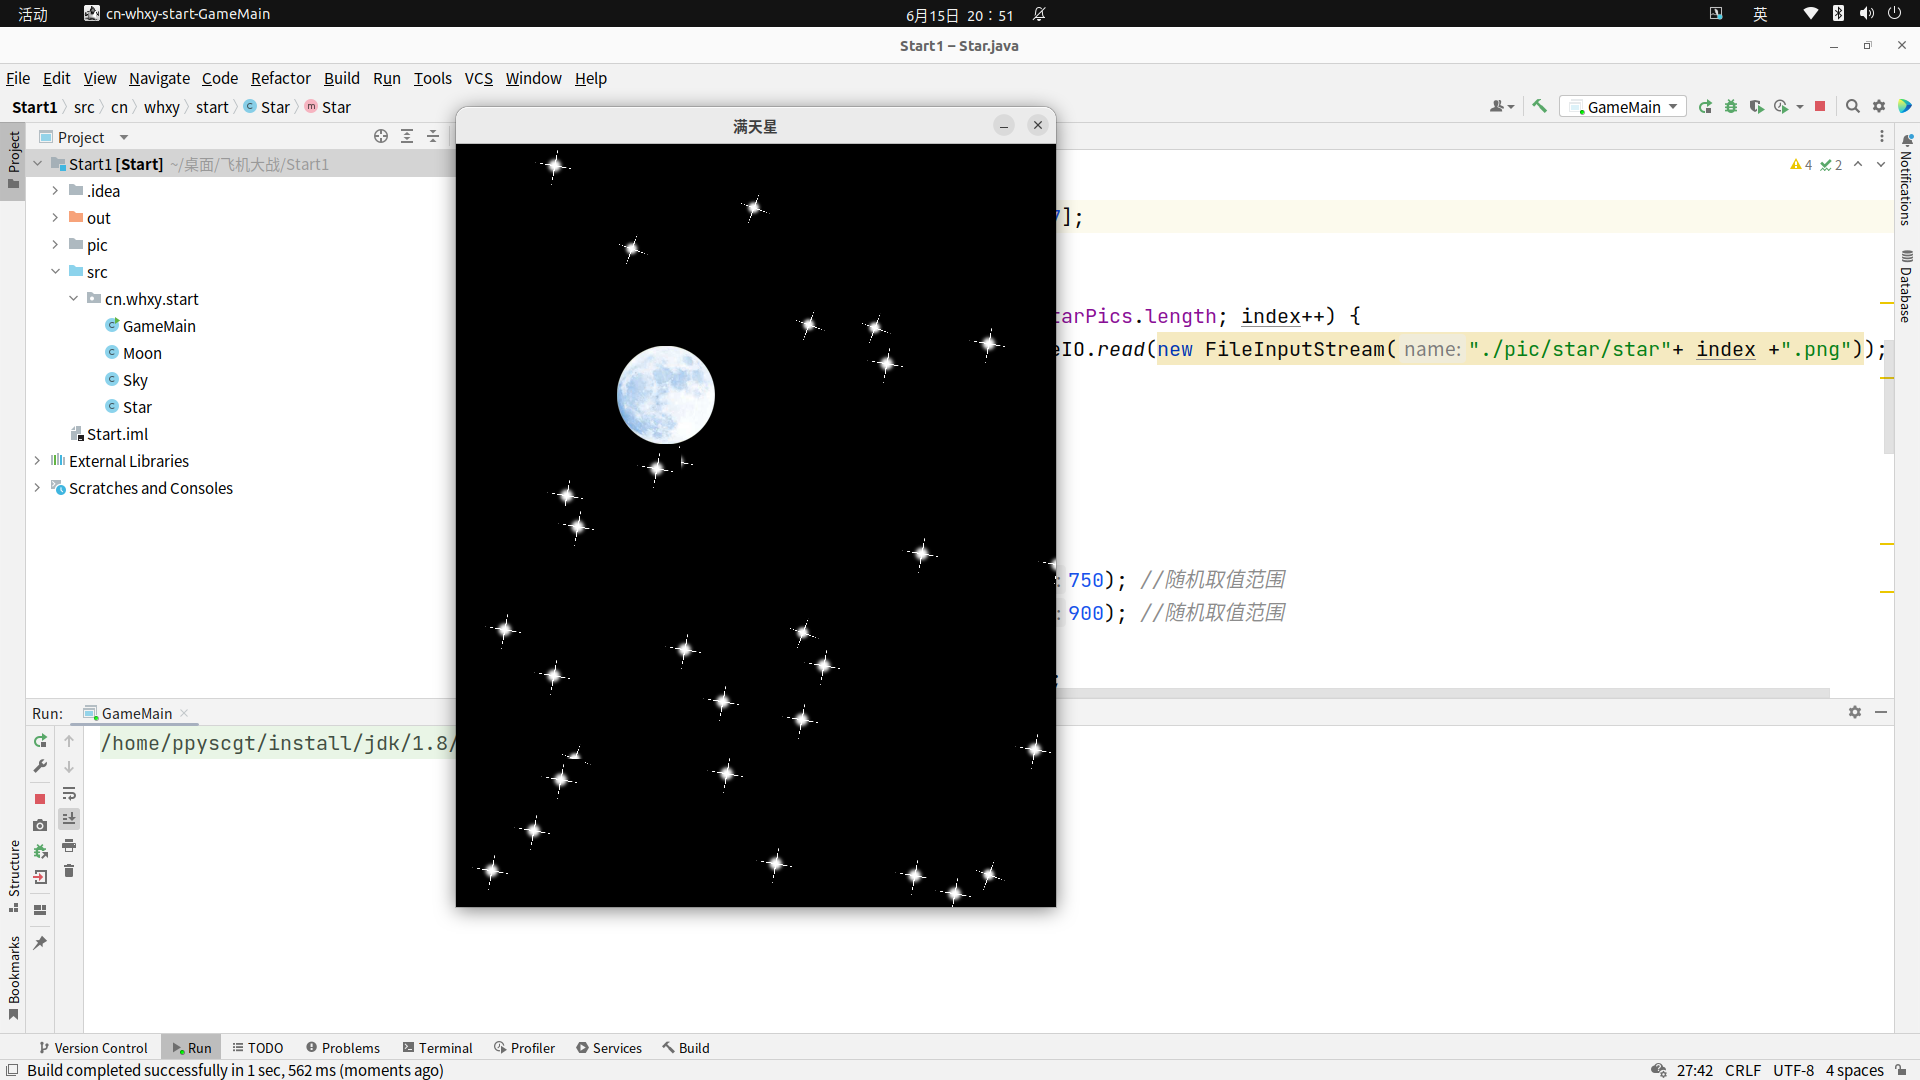 活动 cn-whxy-start-GameMain 6月15日 20：51 英
Start1 – Star.java
File Edit View Navigate Code Refactor Build Run Tools VCS Window Help
Start1 src cn whxy start Star Star GameMain
Project
满天星
Start1 [Start] ~/桌面/飞机大战/Start1
4 2
.idea
out
];
pic
src
cn.whxy.start
tarPics.length; index++) {
GameMain
eIO.read(new FileInputStream( name: "./pic/star/star"+ index +".png"));
Moon
Sky
Star
Start.iml
External Libraries
Scratches and Consoles
: 750); //随机取值范围
: 900); //随机取值范围
;
Project
Structure
Bookmarks
Notifications
Database
Run: GameMain
/home/ppyscgt/install/jdk/1.8/
Version Control Run TODO Problems Terminal Profiler Services Build
Build completed successfully in 1 sec, 562 ms (moments ago) 27:42 CRLF UTF-8 4 spaces